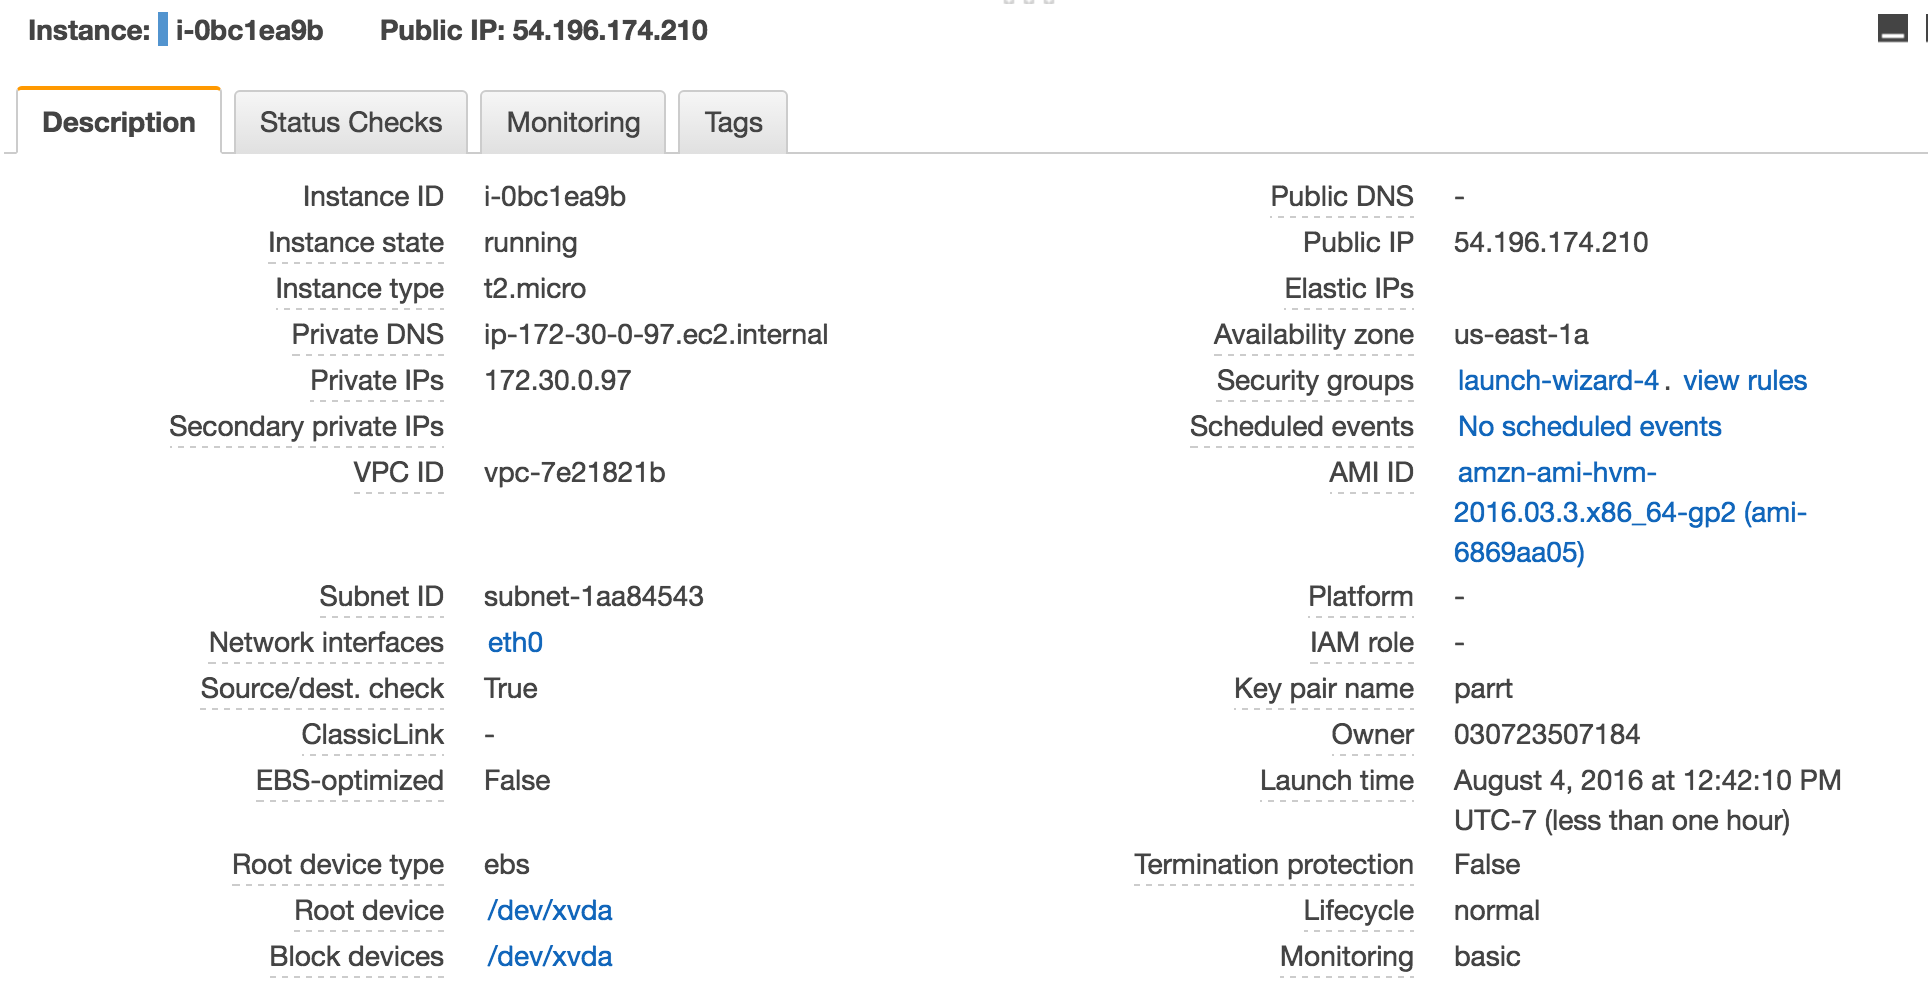 Instance: i-0bc1ea9b Public IP: 54.196.174.210
Description Status Checks Monitoring Tags
Instance ID i-0bc1ea9b Public DNS -
Instance state running Public IP 54.196.174.210
Instance type t2.micro Elastic IPs
Private DNS ip-172-30-0-97.ec2.internal Availability zone us-east-1a
Private IPs 172.30.0.97 Security groups launch-wizard-4 . view rules
Secondary private IPs Scheduled events No scheduled events
VPC ID vpc-7e21821b AMI ID amzn-ami-hvm-
2016.03.3.x86_64-gp2 (ami-
6869aa05)
Subnet ID subnet-1aa84543 Platform -
Network interfaces eth0 IAM role -
Source/dest. check True Key pair name parrt
ClassicLink - Owner 030723507184
EBS-optimized False Launch time August 4, 2016 at 12:42:10 PM
UTC-7 (less than one hour)
Root device type ebs Termination protection False
Root device /dev/xvda Lifecycle normal
Block devices /dev/xvda Monitoring basic